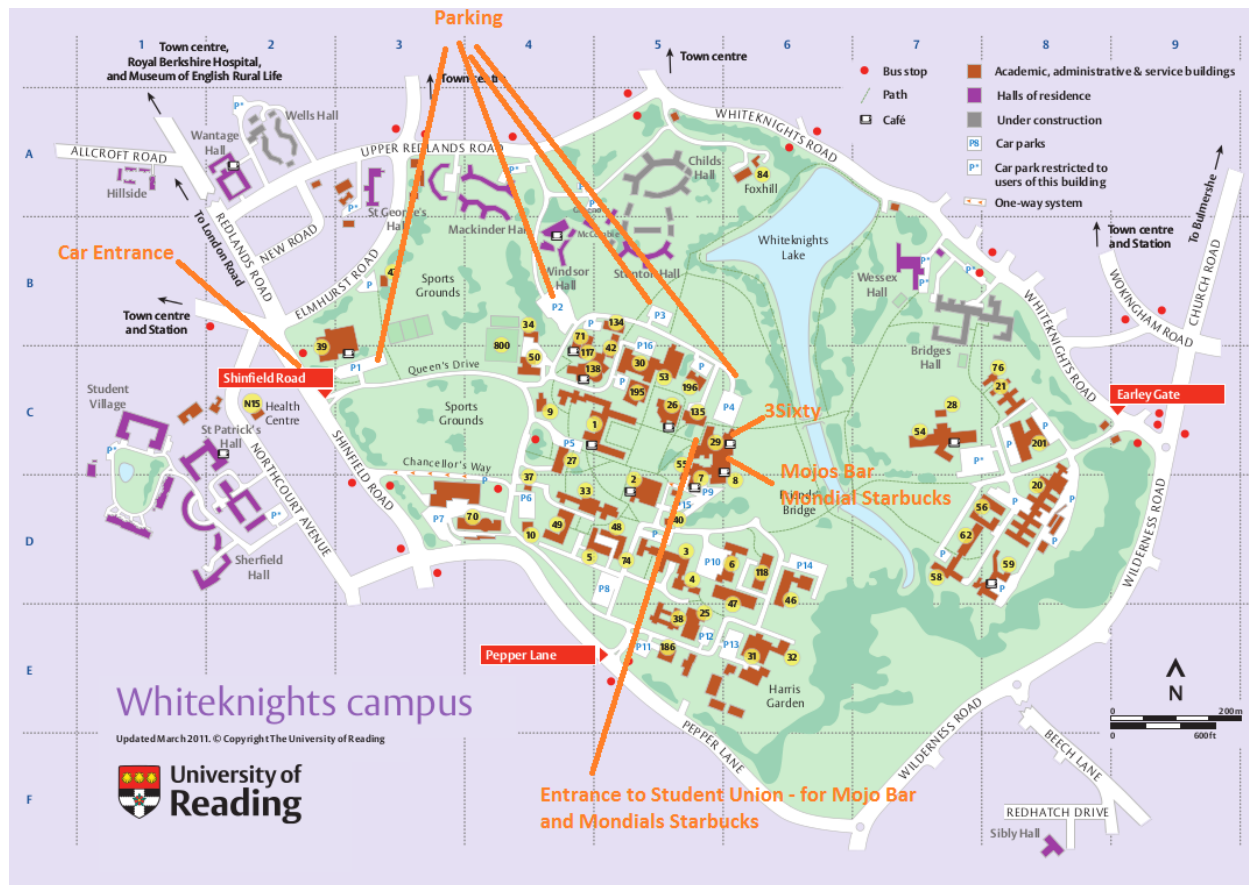 Parking
1
2
3
4
5
6
7
8
9
A
B
C
D
E
F
Town centre,
Royal Berkshire Hospital,
and Museum of English Rural Life
Town centre
Town centre
Bus stop
Path
Café
Academic, administrative & service buildings
Halls of residence
Under construction
P8 Car parks
P* Car park restricted to
users of this building
One-way system
ALLCROFT ROAD
Hillside
Wantage
Hall
Wells Hall
UPPER REDLANDS ROAD
WHITEKNIGHTS ROAD
Childs
Hall
84
Foxhill
To London Road
REDLANDS ROAD
NEW ROAD
St George's
Hall
Mackinder Hall
McCombie
Windsor
Hall
Stenton Hall
Whiteknights
Lake
Wessex
Hall
Town centre
and Station
To Bulmershe
CHURCH ROAD
WOKINGHAM ROAD
WHITEKNIGHTS ROAD
Bridges
Hall
Car Entrance
Town centre
and Station
ELMHURST ROAD
Sports
Grounds
P2
P3
P
34
134
71
800
50
117
42
P16
30
138
53
195
196
39
P1
Queen's Drive
Shinfield Road
Student
Village
N15
Health
Centre
St Patrick's
Hall
NORTHCOURT AVENUE
SHINFIELD ROAD
Sports
Grounds
Chancellor's Way
9
1
26
135
P4
P5
27
29
55
7
8
3Sixty
Mojos Bar
Mondial Starbucks
Bridge
76
21
28
54
201
Earley Gate
20
56
62
58
59
WILDERNESS ROAD
37
P6
33
2
P9
P15
40
P7
70
10
49
48
5
74
3
P10
6
118
P14
4
46
P8
47
25
38
P12
P11
186
P13
31
32
Sherfield
Hall
Pepper Lane
Harris
Garden
PEPPER LANE
WILDERNESS ROAD
N
0 200m
0 600ft
Whiteknights campus
Updated March 2011. © Copyright The University of Reading
University of
Reading
Entrance to Student Union - for Mojo Bar
and Mondials Starbucks
BEECH LANE
REDHATCH DRIVE
Sibly Hall